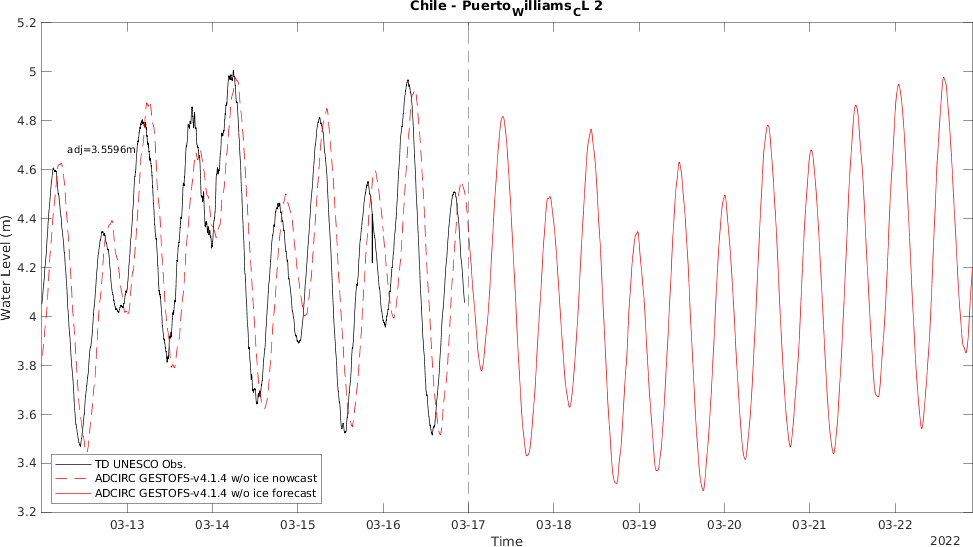 Chile - PuertoWilliamsCL 2
5.2
5
4.8
4.6
4.4
4.2
4
3.8
3.6
3.4
3.2
Water Level (m)
adj=3.5596m
TD UNESCO Obs.
ADCIRC GESTOFS-v4.1.4 w/o ice nowcast
ADCIRC GESTOFS-v4.1.4 w/o ice forecast
03-13 03-14 03-15 03-16 03-17 03-18 03-19 03-20 03-21 03-22
Time
2022